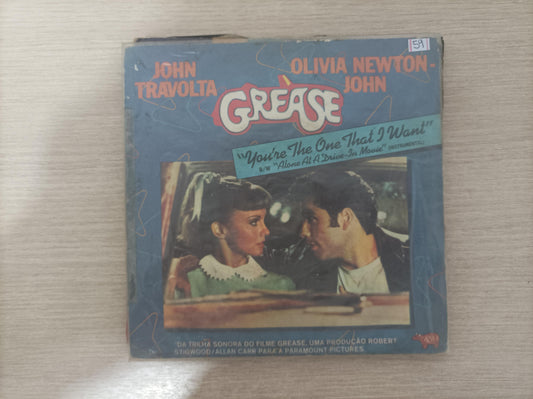 59
JOHN
TRAVOLTA
OLIVIA NEWTON-
JOHN
GREASE
"You're The One That I Want"
B/W "Alone At A Drive-In Movie" (INSTRUMENTAL)
"DA TRILHA SONORA DO FILME GREASE, UMA PRODUÇÃO ROBERT
STIGWOOD/ALLAN CARR PARA A PARAMOUNT PICTURES.